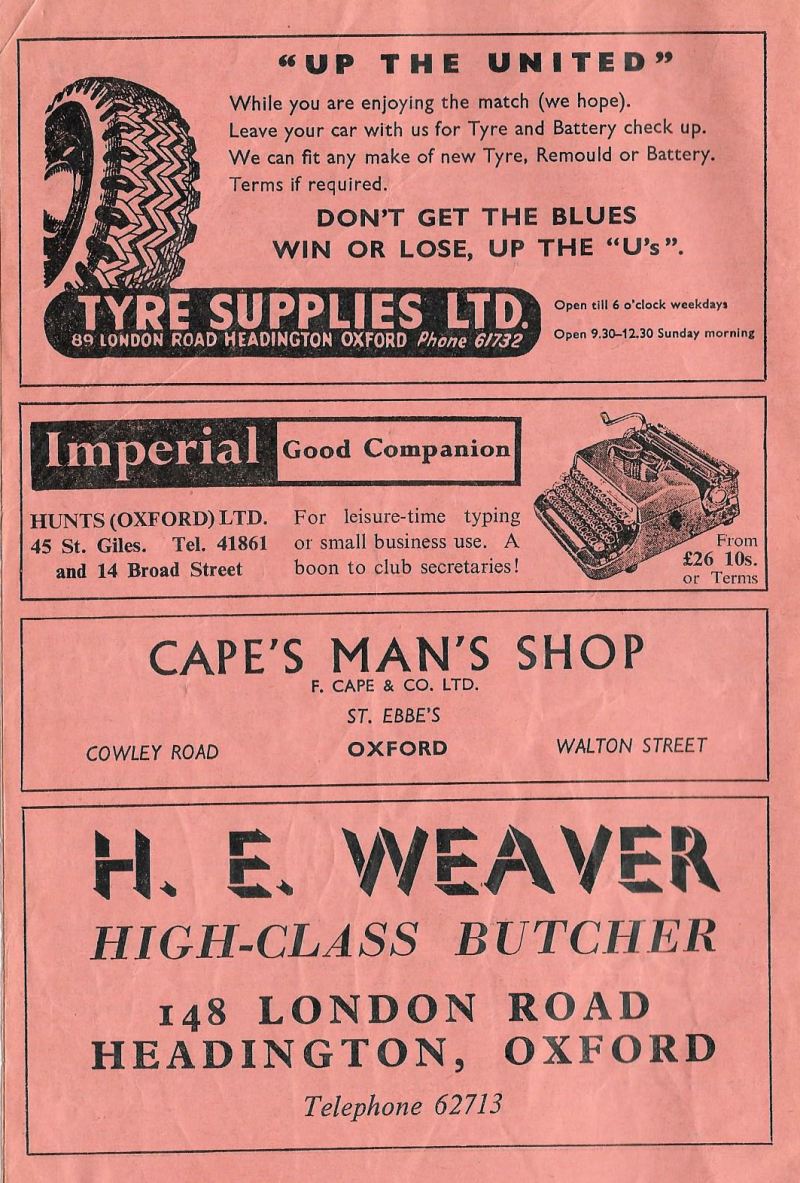 “UP THE UNITED”
While you are enjoying the match (we hope).
Leave your car with us for Tyre and Battery check up.
We can fit any make of new Tyre, Remould or Battery.
Terms if required.
DON'T GET THE BLUES
WIN OR LOSE, UP THE “U's”.
TYRE SUPPLIES LTD.
89 LONDON ROAD HEADINGTON OXFORD Phone 61732
Open till 6 o'clock weekdays
Open 9.30–12.30 Sunday morning
Imperial Good Companion
HUNTS (OXFORD) LTD.
45 St. Giles. Tel. 41861
and 14 Broad Street
For leisure-time typing
or small business use. A
boon to club secretaries!
From
£26 10s.
or Terms
CAPE'S MAN'S SHOP
F. CAPE & CO. LTD.
ST. EBBE'S
COWLEY ROAD OXFORD WALTON STREET
H. E. WEAVER
HIGH-CLASS BUTCHER
148 LONDON ROAD
HEADINGTON, OXFORD
Telephone 62713